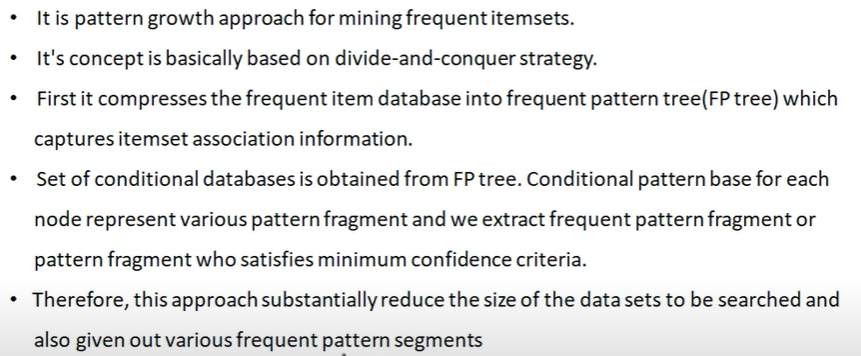 • It is pattern growth approach for mining frequent itemsets.
• It's concept is basically based on divide-and-conquer strategy.
• First it compresses the frequent item database into frequent pattern tree(FP tree) which
captures itemset association information.
• Set of conditional databases is obtained from FP tree. Conditional pattern base for each
node represent various pattern fragment and we extract frequent pattern fragment or
pattern fragment who satisfies minimum confidence criteria.
• Therefore, this approach substantially reduce the size of the data sets to be searched and
also given out various frequent pattern segments